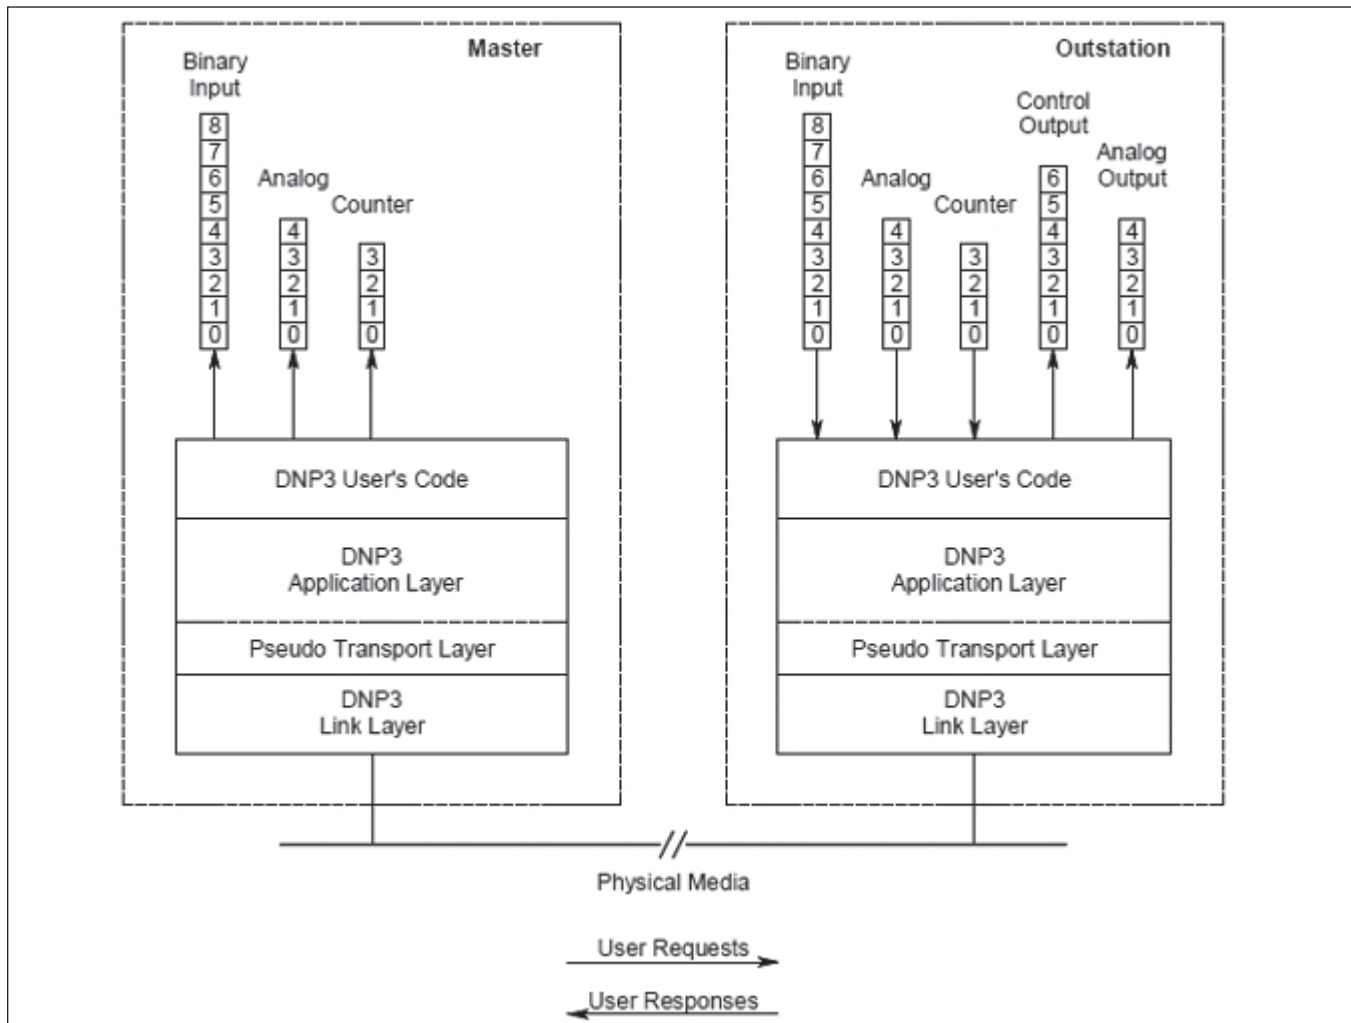 Master
Binary
Input
8
7
6
5
4
3
2
1
0
Analog
4
3
2
1
0
Counter
3
2
1
0
DNP3 User's Code
DNP3
Application Layer
Pseudo Transport Layer
DNP3
Link Layer
Outstation
Binary
Input
8
7
6
5
4
3
2
1
0
Analog
4
3
2
1
0
Counter
3
2
1
0
Control
Output
6
5
4
3
2
1
0
Analog
Output
4
3
2
1
0
DNP3 User's Code
DNP3
Application Layer
Pseudo Transport Layer
DNP3
Link Layer
Physical Media
User Requests
User Responses